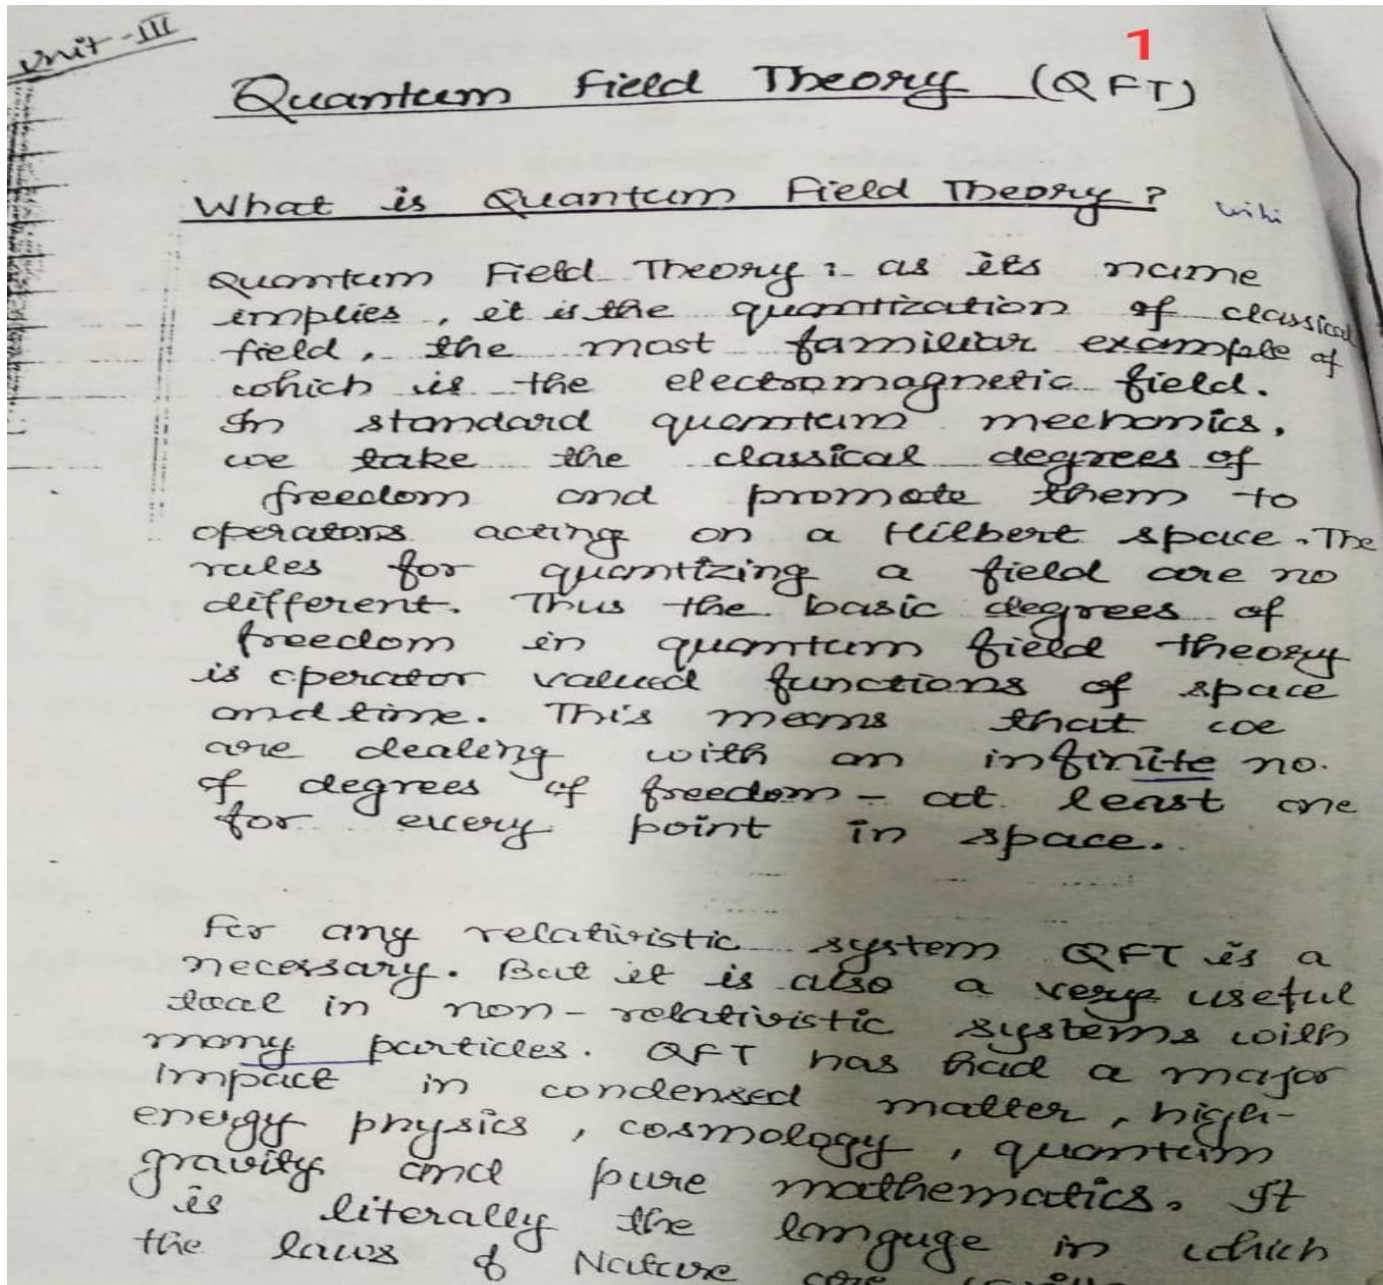 Unit-III
1
Quantum Field Theory (QFT)
What is Quantum Field Theory?
wiki
Quantum Field Theory :- as its name
implies, it is the quantization of classical
field, the most familiar example of
which is the electromagnetic field.
In standard quantum mechanics,
we take the classical degrees of
freedom and promote them to
operators acting on a Hilbert space. The
rules for quantizing a field are no
different. Thus the basic degrees of
freedom in quantum field theory
is operator valued functions of space
and time. This means that we
are dealing with an infinite no.
of degrees of freedom - at least one
for every point in space.
For any relativistic system QFT is a
necessary. But it is also a very useful
tool in non-relativistic systems with
many particles. QFT has had a major
impact in condensed matter, high-
energy physics, cosmology, quantum
gravity and pure mathematics. It
is literally the languge in which
the laws of Nature are